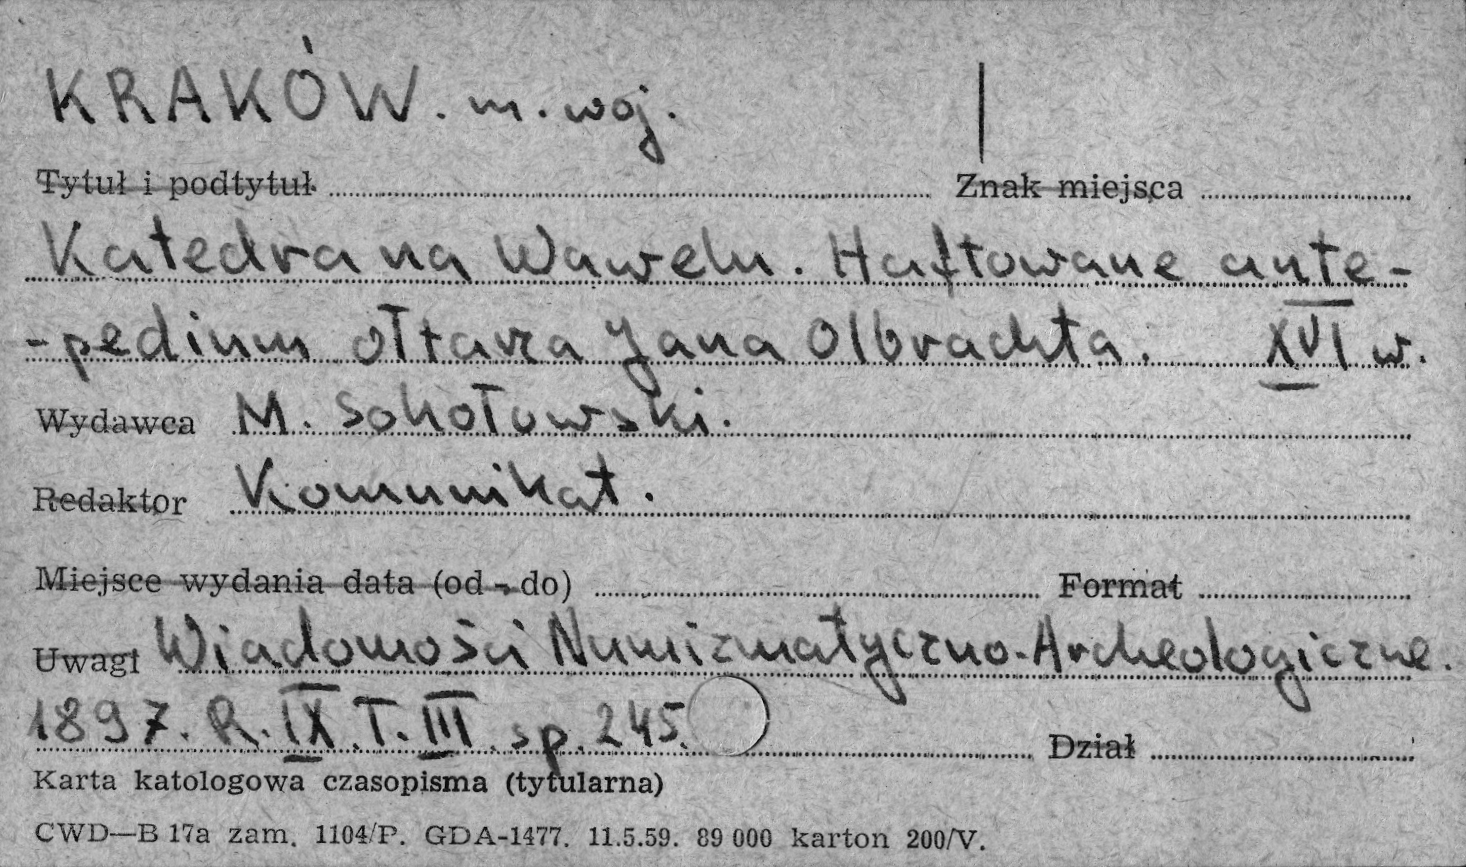 KRAKÓW. m. woj.
Tytuł i podtytuł Znak miejsca
Katedra na Wawelu. Haftowane ante-
-pedium ołtarza Jana Olbrachta. XVI w.
Wydawca M. Sokołowski.
Redaktor Komunikat.
Miejsce wydania data (od - do) Format
Uwagi Wiadomości Numizmatyczno-Archeologiczne.
1897. R. IX. T. III. sp. 245. Dział
Karta katologowa czasopisma (tytularna)
CWD—B 17a zam. 1104/P. GDA-1477. 11.5.59. 89 000 karton 200/V.